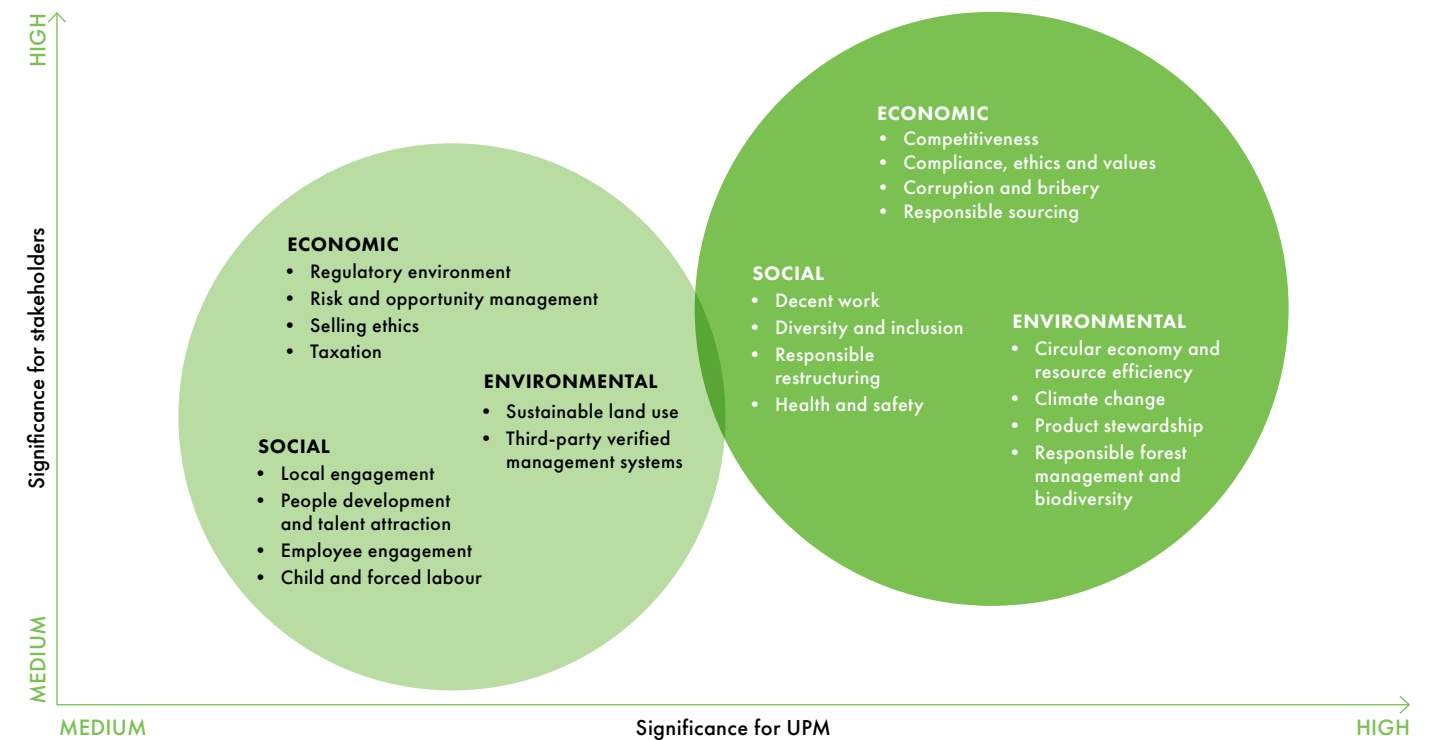 HIGH
Significance for stakeholders
MEDIUM
ECONOMIC
• Regulatory environment
• Risk and opportunity management
• Selling ethics
• Taxation
ENVIRONMENTAL
• Sustainable land use
• Third-party verified
management systems
SOCIAL
• Local engagement
• People development
and talent attraction
• Employee engagement
• Child and forced labour
ECONOMIC
• Competitiveness
• Compliance, ethics and values
• Corruption and bribery
• Responsible sourcing
SOCIAL
• Decent work
• Diversity and inclusion
• Responsible
restructuring
• Health and safety
ENVIRONMENTAL
• Circular economy and
resource efficiency
• Climate change
• Product stewardship
• Responsible forest
management and
biodiversity
MEDIUM
Significance for UPM
HIGH